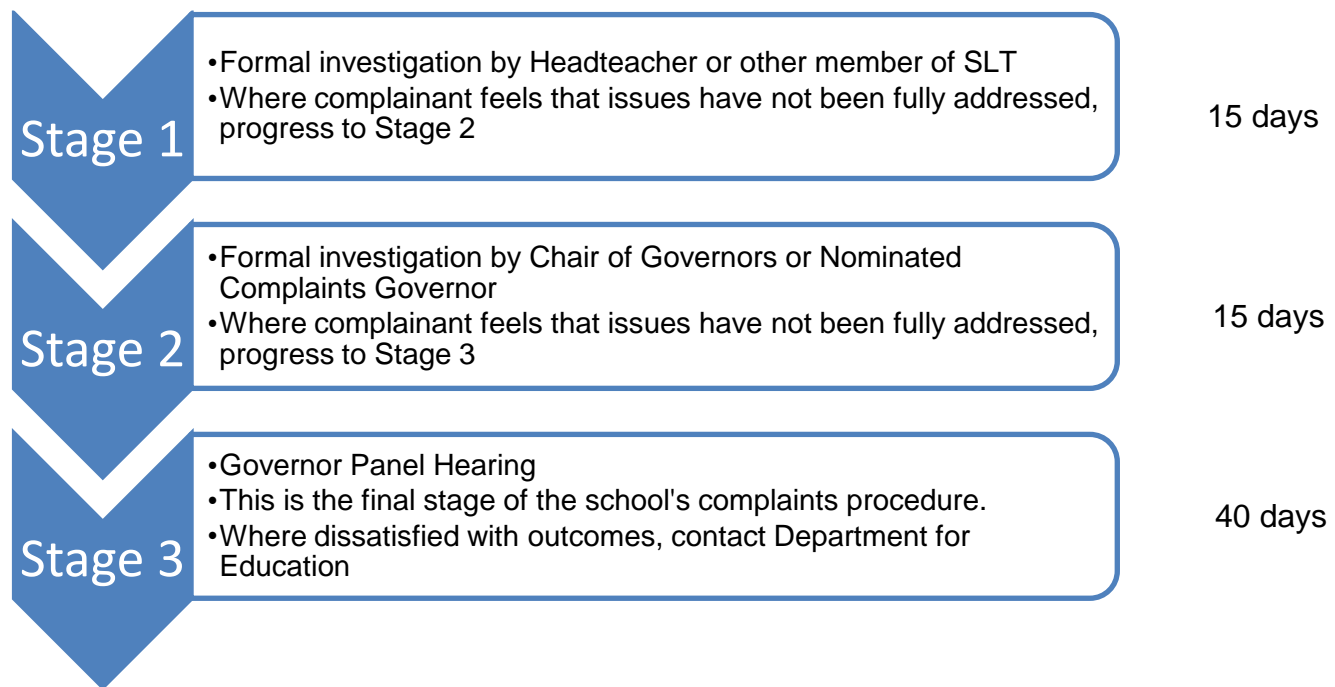 Stage 1
•Formal investigation by Headteacher or other member of SLT
•Where complainant feels that issues have not been fully addressed,
progress to Stage 2
15 days
Stage 2
•Formal investigation by Chair of Governors or Nominated
Complaints Governor
•Where complainant feels that issues have not been fully addressed,
progress to Stage 3
15 days
Stage 3
•Governor Panel Hearing
•This is the final stage of the school's complaints procedure.
•Where dissatisfied with outcomes, contact Department for
Education
40 days